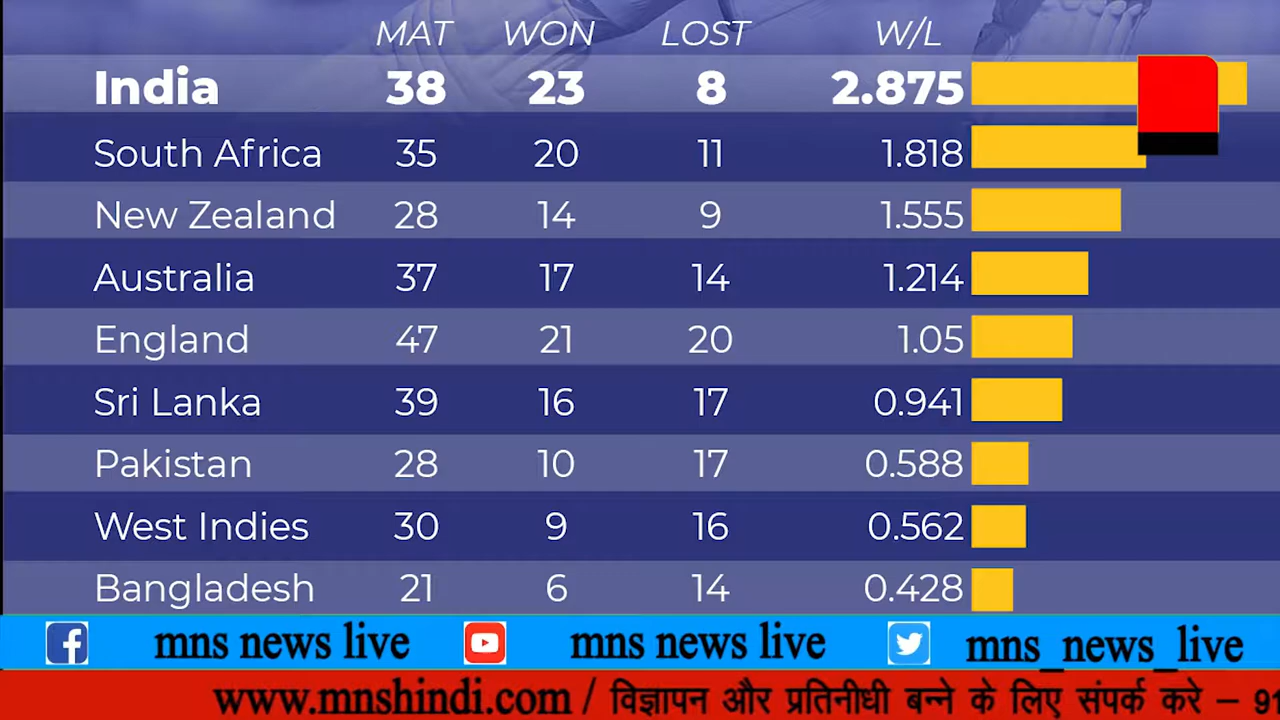 MAT WON LOST W/L
India 38 23 8 2.875
South Africa 35 20 11 1.818
New Zealand 28 14 9 1.555
Australia 37 17 14 1.214
England 47 21 20 1.05
Sri Lanka 39 16 17 0.941
Pakistan 28 10 17 0.588
West Indies 30 9 16 0.562
Bangladesh 21 6 14 0.428
mns news live mns news live mns_news_live
www.mnshindi.com / विज्ञापन और प्रतिनीधी बन्ने के लिए संपर्क करे – 91